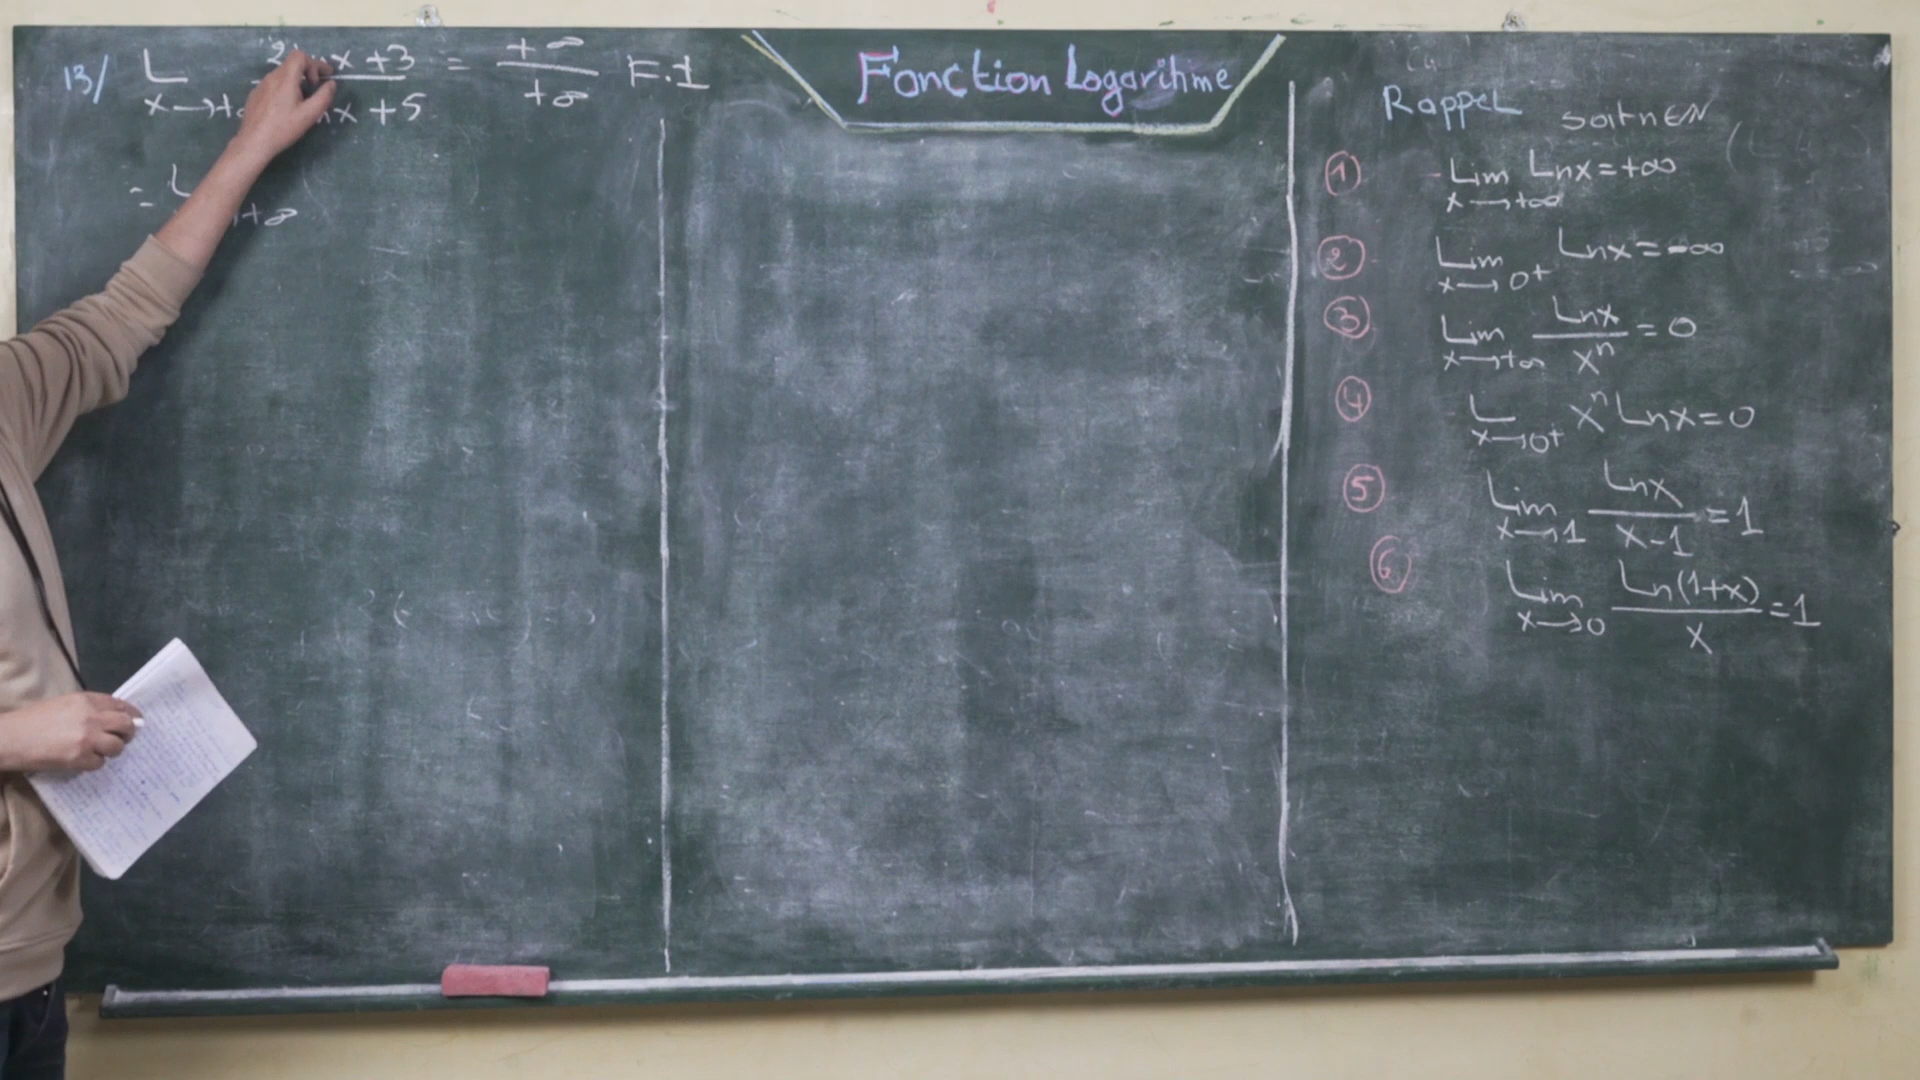 Fonction Logarithme
13/ L 2 x +3 = +∞ F.I
x→+ x +5 +∞
= L
+∞
Rappel soit n∈N
① Lim Lnx=+∞
x→+∞
② Lim Lnx=-∞
x→0+
③ Lim Lnx = 0
x→+∞ xⁿ
④ L xⁿ Lnx=0
x→0+
⑤ Lim Lnx =1
x→1 x-1
⑥ Lim Ln(1+x) =1
x→0 x